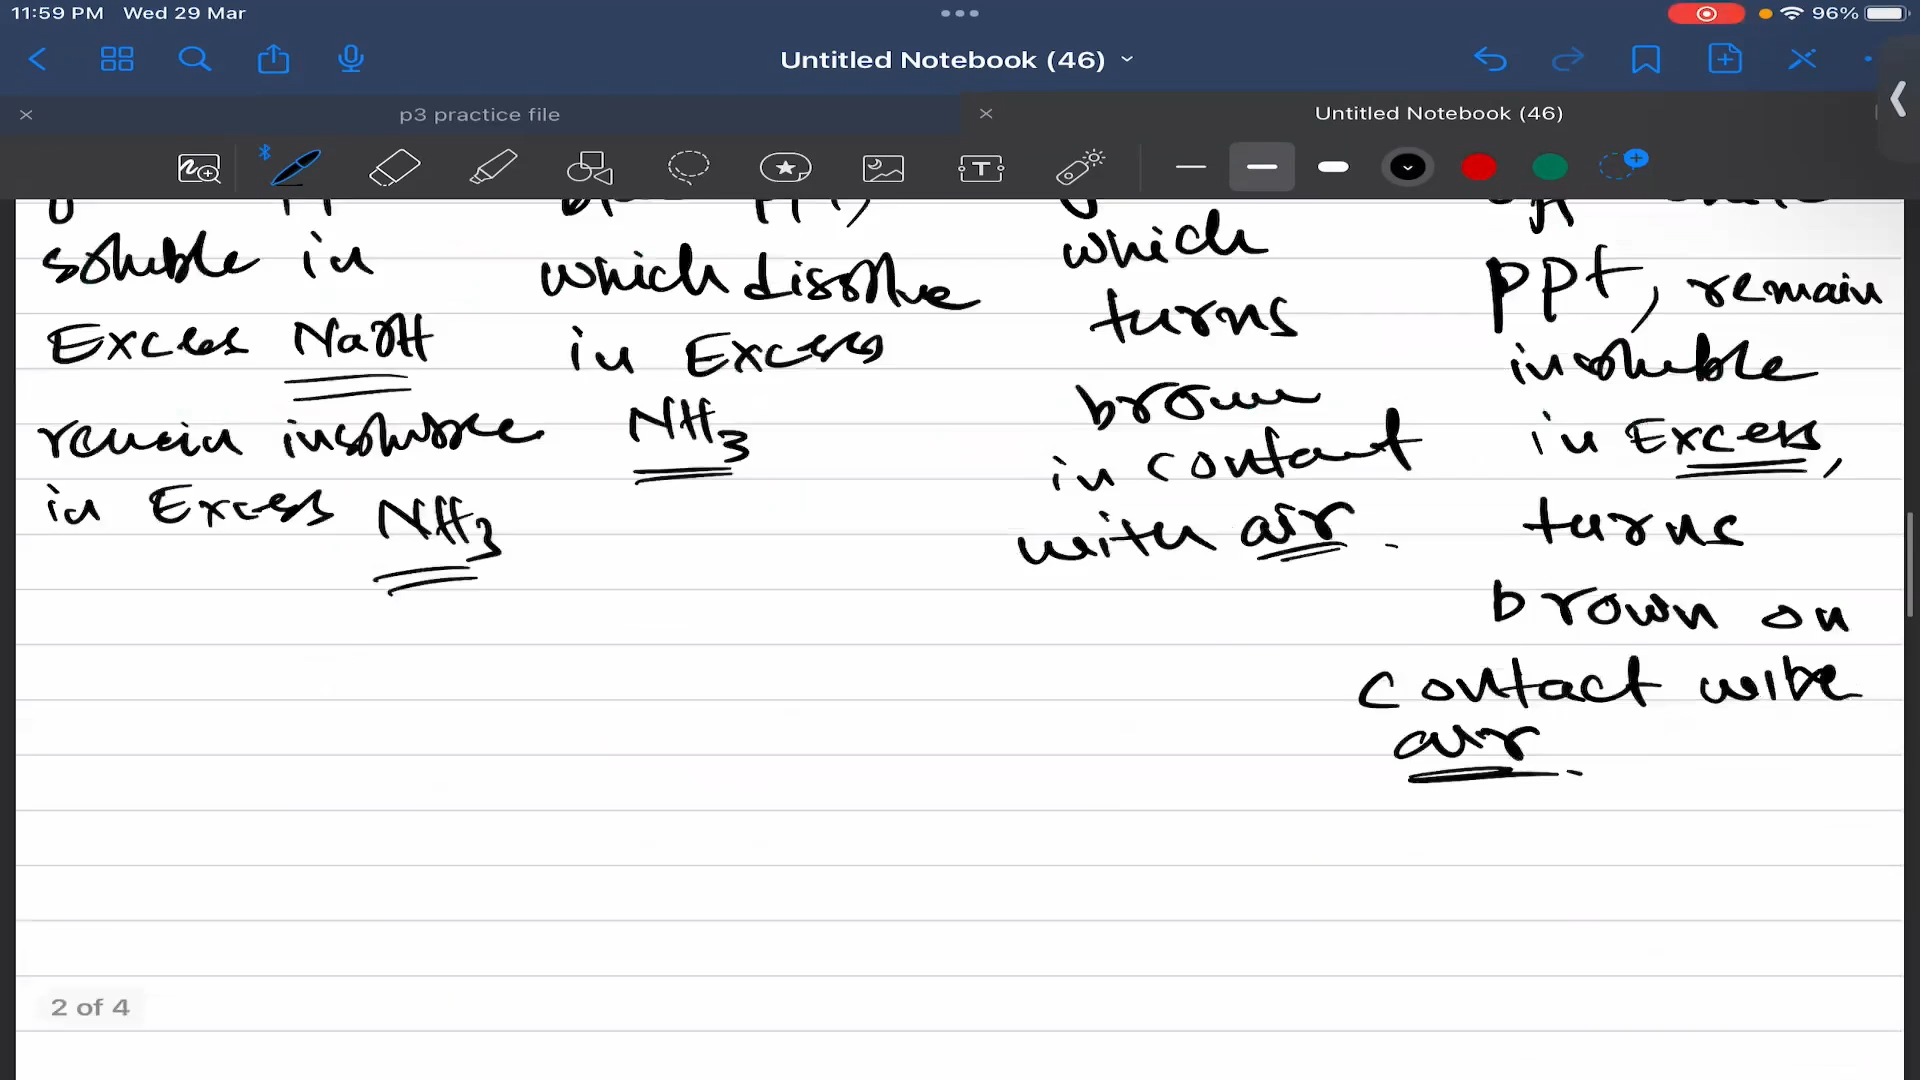 11:59 PM Wed 29 Mar
96%
Untitled Notebook (46)
p3 practice file
Untitled Notebook (46)
T
soluble in
Excess NaOH
remain insoluble
in Excess NH3
which dissolve
in Excess
NH3
which
turns
brown
in contant
with air.
ppt, remain
insoluble
in Excess,
turns
brown on
contact with
air.
2 of 4